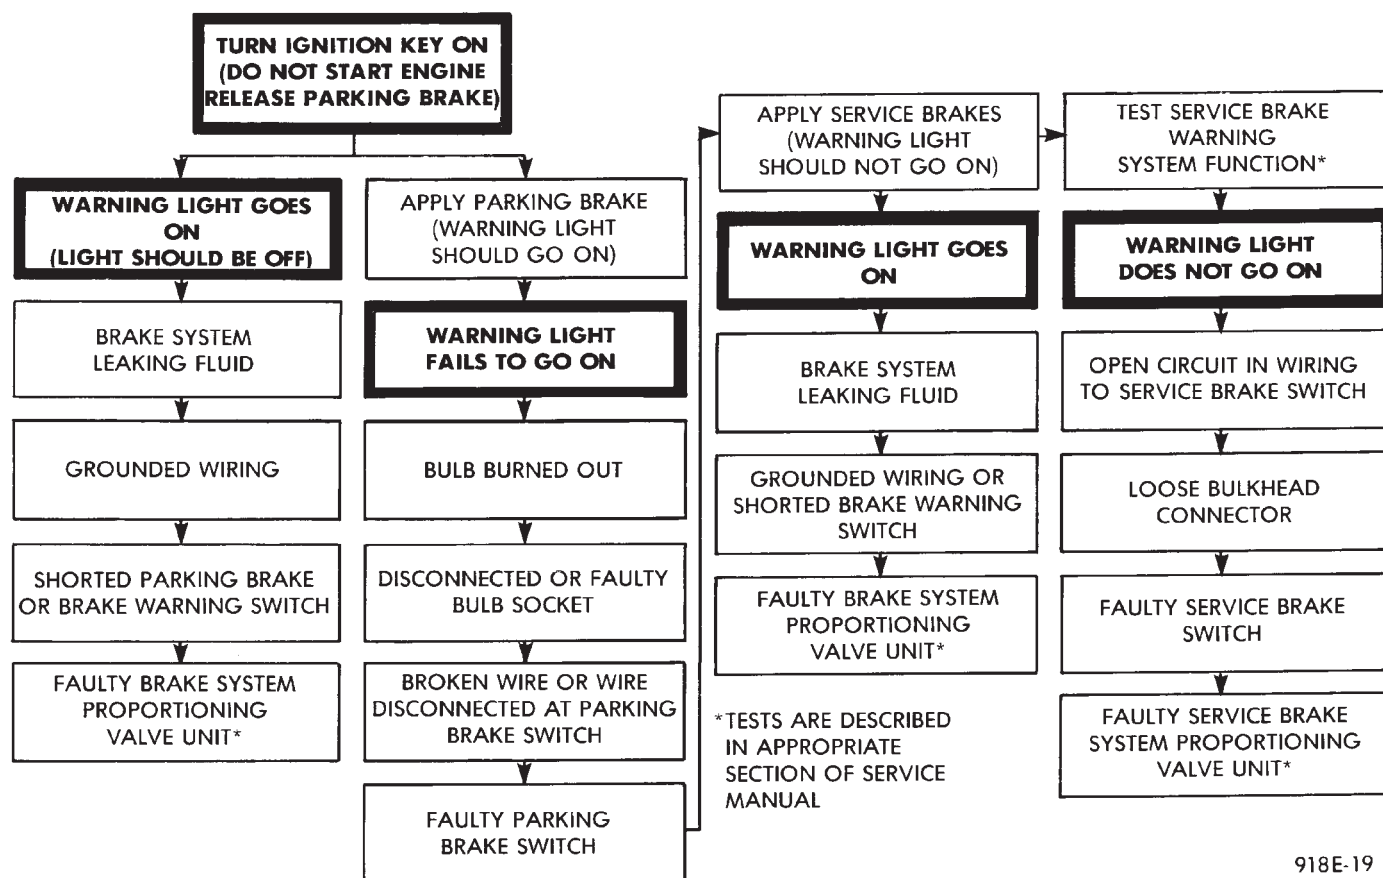 TURN IGNITION KEY ON
(DO NOT START ENGINE
RELEASE PARKING BRAKE)
WARNING LIGHT GOES
ON
(LIGHT SHOULD BE OFF)
BRAKE SYSTEM
LEAKING FLUID
GROUNDED WIRING
SHORTED PARKING BRAKE
OR BRAKE WARNING SWITCH
FAULTY BRAKE SYSTEM
PROPORTIONING
VALVE UNIT*
APPLY PARKING BRAKE
(WARNING LIGHT
SHOULD GO ON)
WARNING LIGHT
FAILS TO GO ON
BULB BURNED OUT
DISCONNECTED OR FAULTY
BULB SOCKET
BROKEN WIRE OR WIRE
DISCONNECTED AT PARKING
BRAKE SWITCH
FAULTY PARKING
BRAKE SWITCH
APPLY SERVICE BRAKES
(WARNING LIGHT
SHOULD NOT GO ON)
WARNING LIGHT GOES
ON
BRAKE SYSTEM
LEAKING FLUID
GROUNDED WIRING OR
SHORTED BRAKE WARNING
SWITCH
FAULTY BRAKE SYSTEM
PROPORTIONING
VALVE UNIT*
*TESTS ARE DESCRIBED
IN APPROPRIATE
SECTION OF SERVICE
MANUAL
TEST SERVICE BRAKE
WARNING
SYSTEM FUNCTION*
WARNING LIGHT
DOES NOT GO ON
OPEN CIRCUIT IN WIRING
TO SERVICE BRAKE SWITCH
LOOSE BULKHEAD
CONNECTOR
FAULTY SERVICE BRAKE
SWITCH
FAULTY SERVICE BRAKE
SYSTEM PROPORTIONING
VALVE UNIT*
918E-19